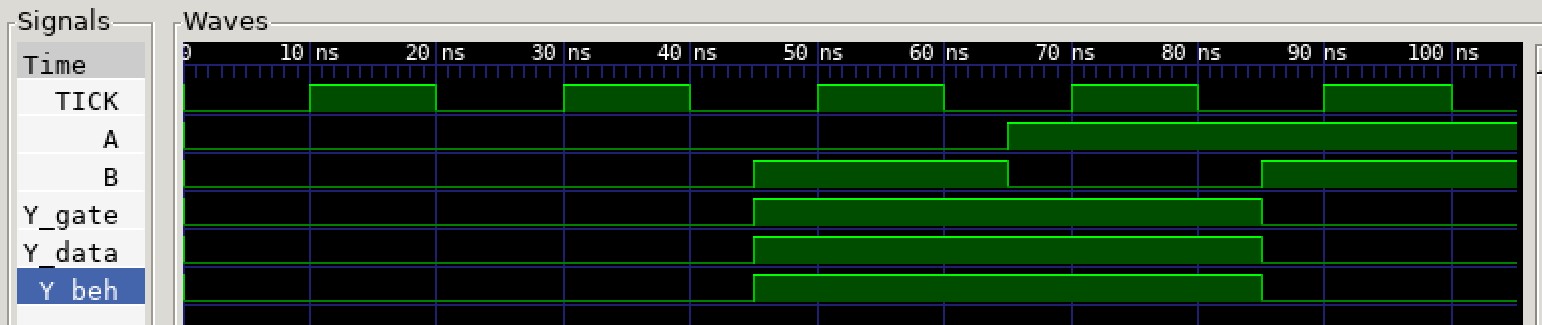 Signals
Waves
0 10 ns 20 ns 30 ns 40 ns 50 ns 60 ns 70 ns 80 ns 90 ns 100 ns
Time
TICK
A
B
Y_gate
Y_data
Y_beh